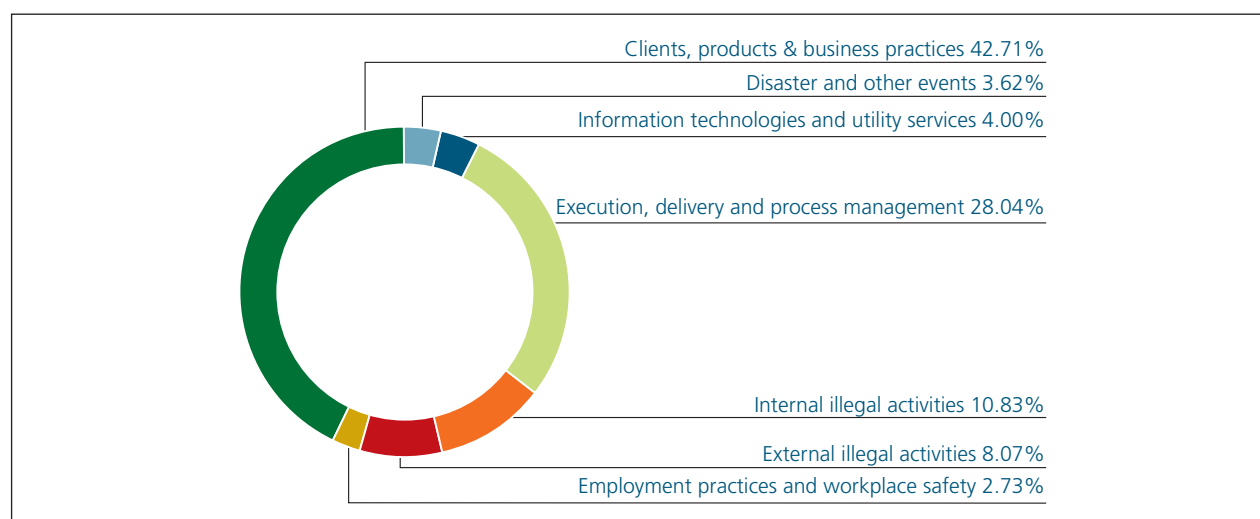 Clients, products & business practices 42.71%
Disaster and other events 3.62%
Information technologies and utility services 4.00%
Execution, delivery and process management 28.04%
Internal illegal activities 10.83%
External illegal activities 8.07%
Employment practices and workplace safety 2.73%